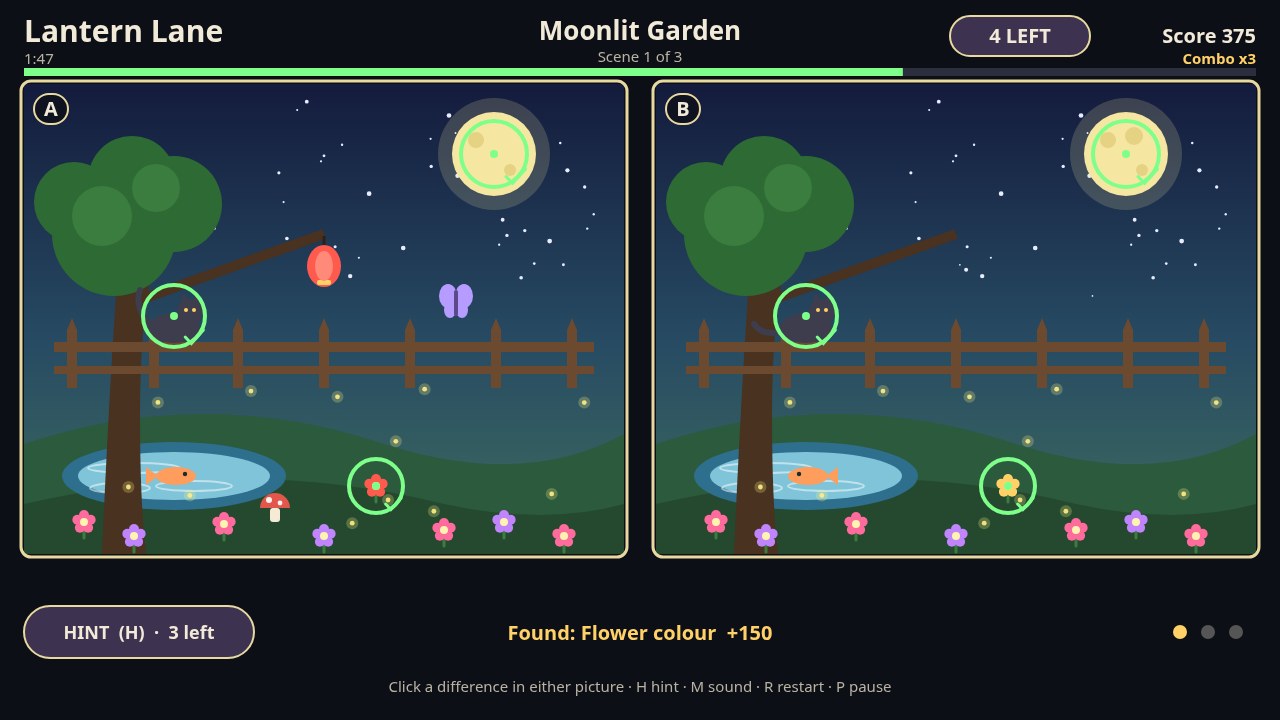 Lantern Lane
1:47
Moonlit Garden
Scene 1 of 3
4 LEFT
Score 375
Combo x3
A
B
HINT (H) · 3 left
Found: Flower colour +150
Click a difference in either picture · H hint · M sound · R restart · P pause